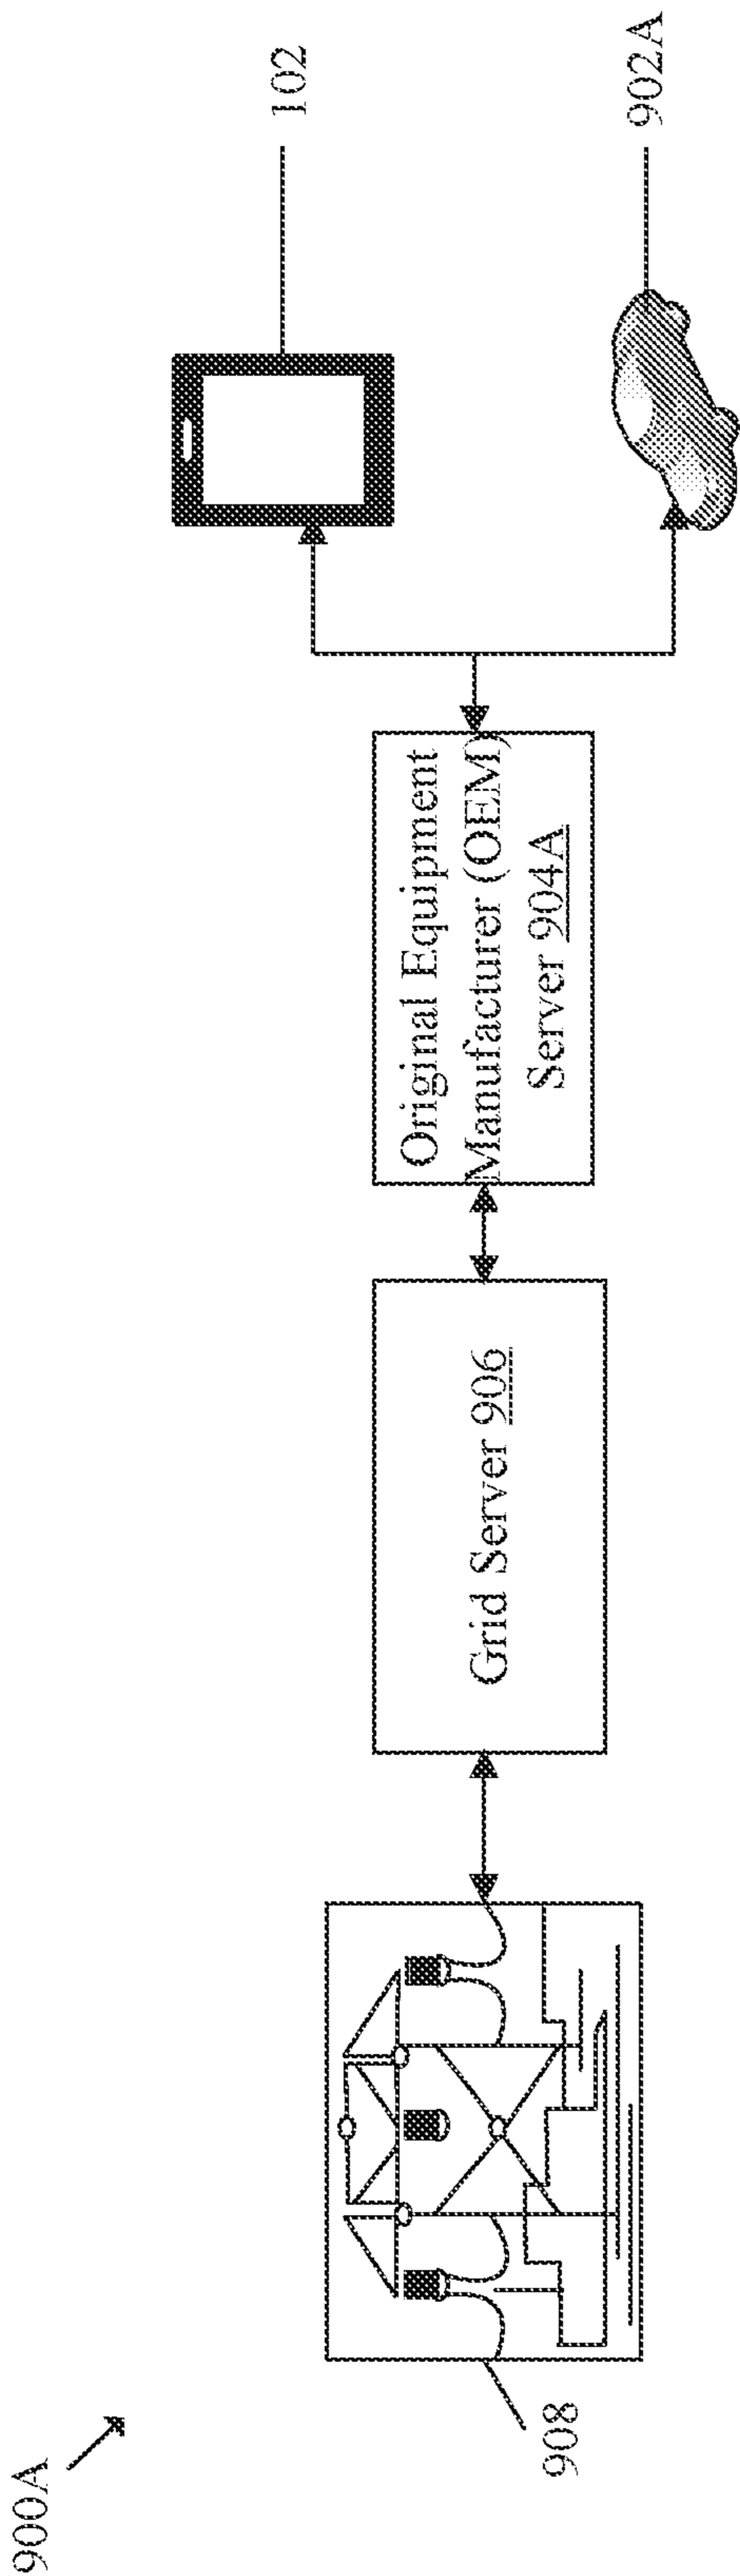 900A
908
Grid Server 906
Original Equipment
Manufacturer (OEM)
Server 904A
102
902A